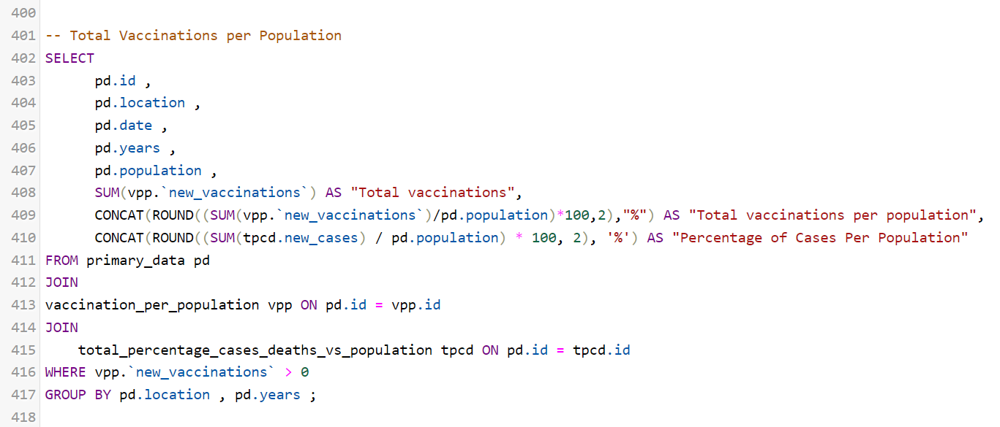 400
401 -- Total Vaccinations per Population
402 SELECT
403 pd.id ,
404 pd.location ,
405 pd.date ,
406 pd.years ,
407 pd.population ,
408 SUM(vpp.`new_vaccinations`) AS "Total vaccinations",
409 CONCAT(ROUND((SUM(vpp.`new_vaccinations`)/pd.population)*100,2),"%") AS "Total vaccinations per population",
410 CONCAT(ROUND((SUM(tpcd.new_cases) / pd.population) * 100, 2), '%') AS "Percentage of Cases Per Population"
411 FROM primary_data pd
412 JOIN
413 vaccination_per_population vpp ON pd.id = vpp.id
414 JOIN
415 total_percentage_cases_deaths_vs_population tpcd ON pd.id = tpcd.id
416 WHERE vpp.`new_vaccinations` > 0
417 GROUP BY pd.location , pd.years ;
418